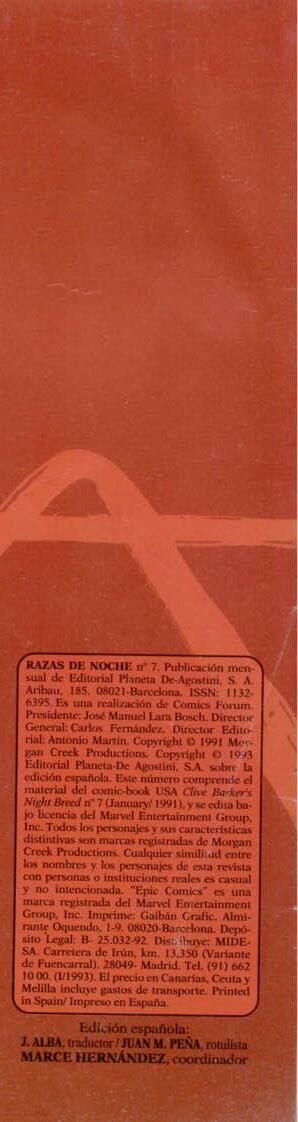 RAZAS DE NOCHE nº 7. Publicación men-
sual de Editorial Planeta De-Agostini, S. A.
Aribau, 185. 08021-Barcelona. ISSN: 1132-
6395. Es una realización de Comics Forum.
Presidente: José Manuel Lara Bosch. Director
General: Carlos Fernández. Director Edito-
rial: Antonio Martín. Copyright © 1991 Mor-
gan Creek Productions. Copyright © 1993
Editorial Planeta-De Agostini, S.A. sobre la
edición española. Este número comprende el
material del comic-book USA Clive Barker's
Night Breed nº 7 (January/ 1991), y se edita ba-
jo licencia del Marvel Entertainment Group,
Inc. Todos los personajes y sus características
distintivas son marcas registradas de Morgan
Creek Productions. Cualquier similitud entre
los nombres y los personajes de esta revista
con personas o instituciones reales es casual
y no intencionada. "Epic Comics" es una
marca registrada del Marvel Entertainment
Group, Inc. Imprime: Gaibán Grafic. Almi-
rante Oquendo, 1-9. 08020-Barcelona. Depó-
sito Legal: B- 25.032-92. Distribuye: MIDE-
SA. Carretera de Irún, km. 13,350 (Variante
de Fuencarral). 28049- Madrid. Tel. (91) 662
10 00. (I/1993). El precio en Canarias, Ceuta y
Melilla incluye gastos de transporte. Printed
in Spain/ Impreso en España.
Edición española:
J. ALBA, traductor / JUAN M. PEÑA, rotulista
MARCE HERNÁNDEZ, coordinador